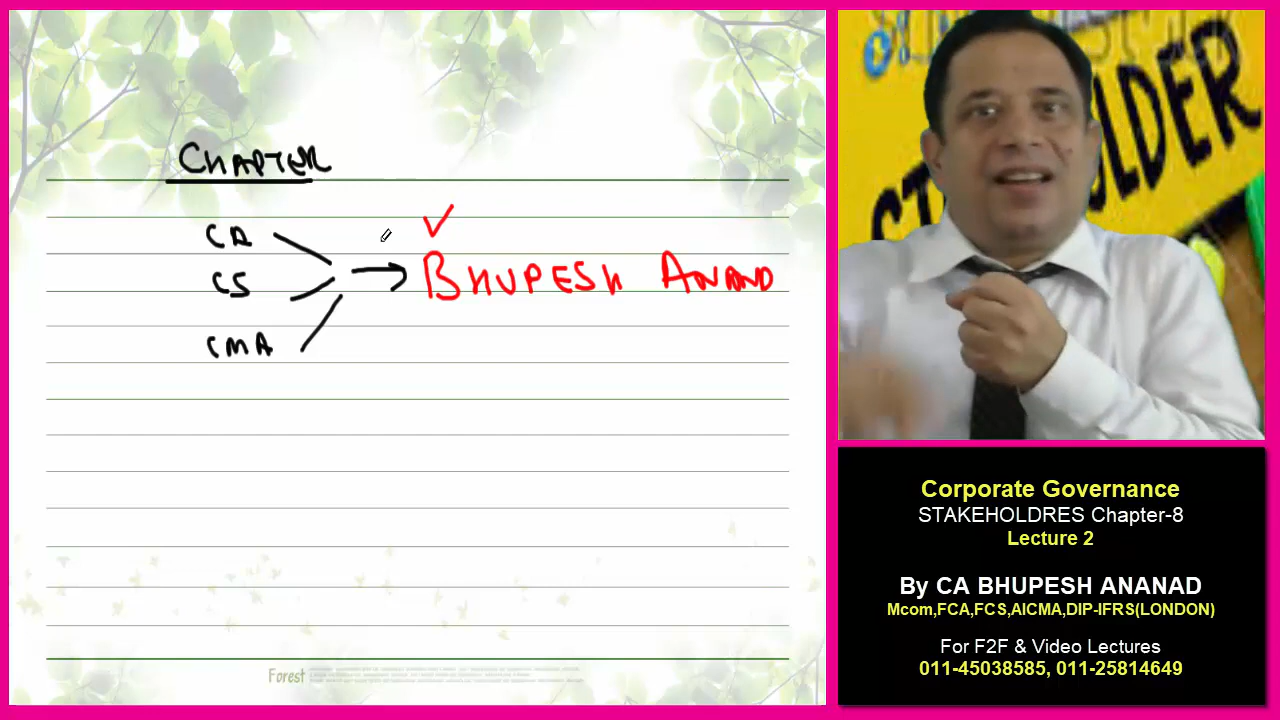 CHAPTER
CA
CS
CMA
✓
BHUPESH ANAND
Forest
STAKEHOLDER
Corporate Governance
STAKEHOLDRES Chapter-8
Lecture 2
By CA BHUPESH ANANAD
Mcom,FCA,FCS,AICMA,DIP-IFRS(LONDON)
For F2F & Video Lectures
011-45038585, 011-25814649